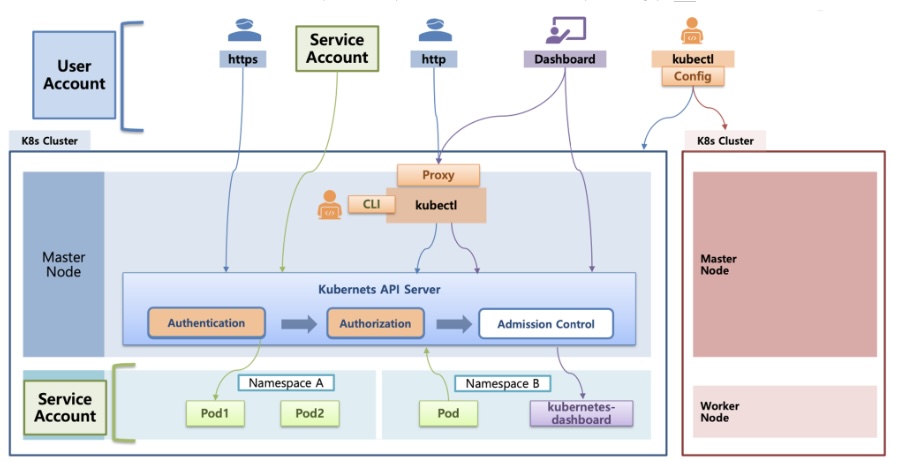 User
Account
https
Service
Account
http
Dashboard
kubectl
Config
K8s Cluster
K8s Cluster
Proxy
CLI
kubectl
Master
Node
Master
Node
Kubernets API Server
Authentication
Authorization
Admission Control
Service
Account
Namespace A
Namespace B
Pod1
Pod2
Pod
kubernetes-
dashboard
Worker
Node